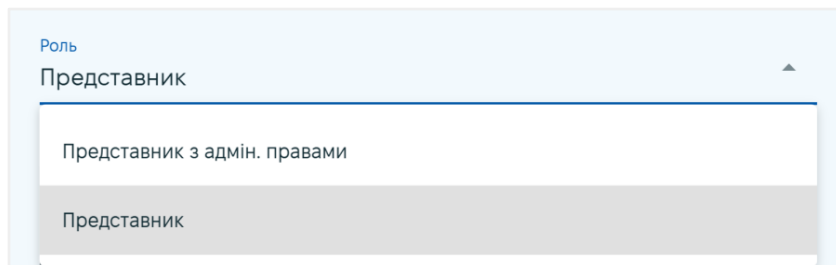 Роль
Представник
Представник з адмін. правами
Представник